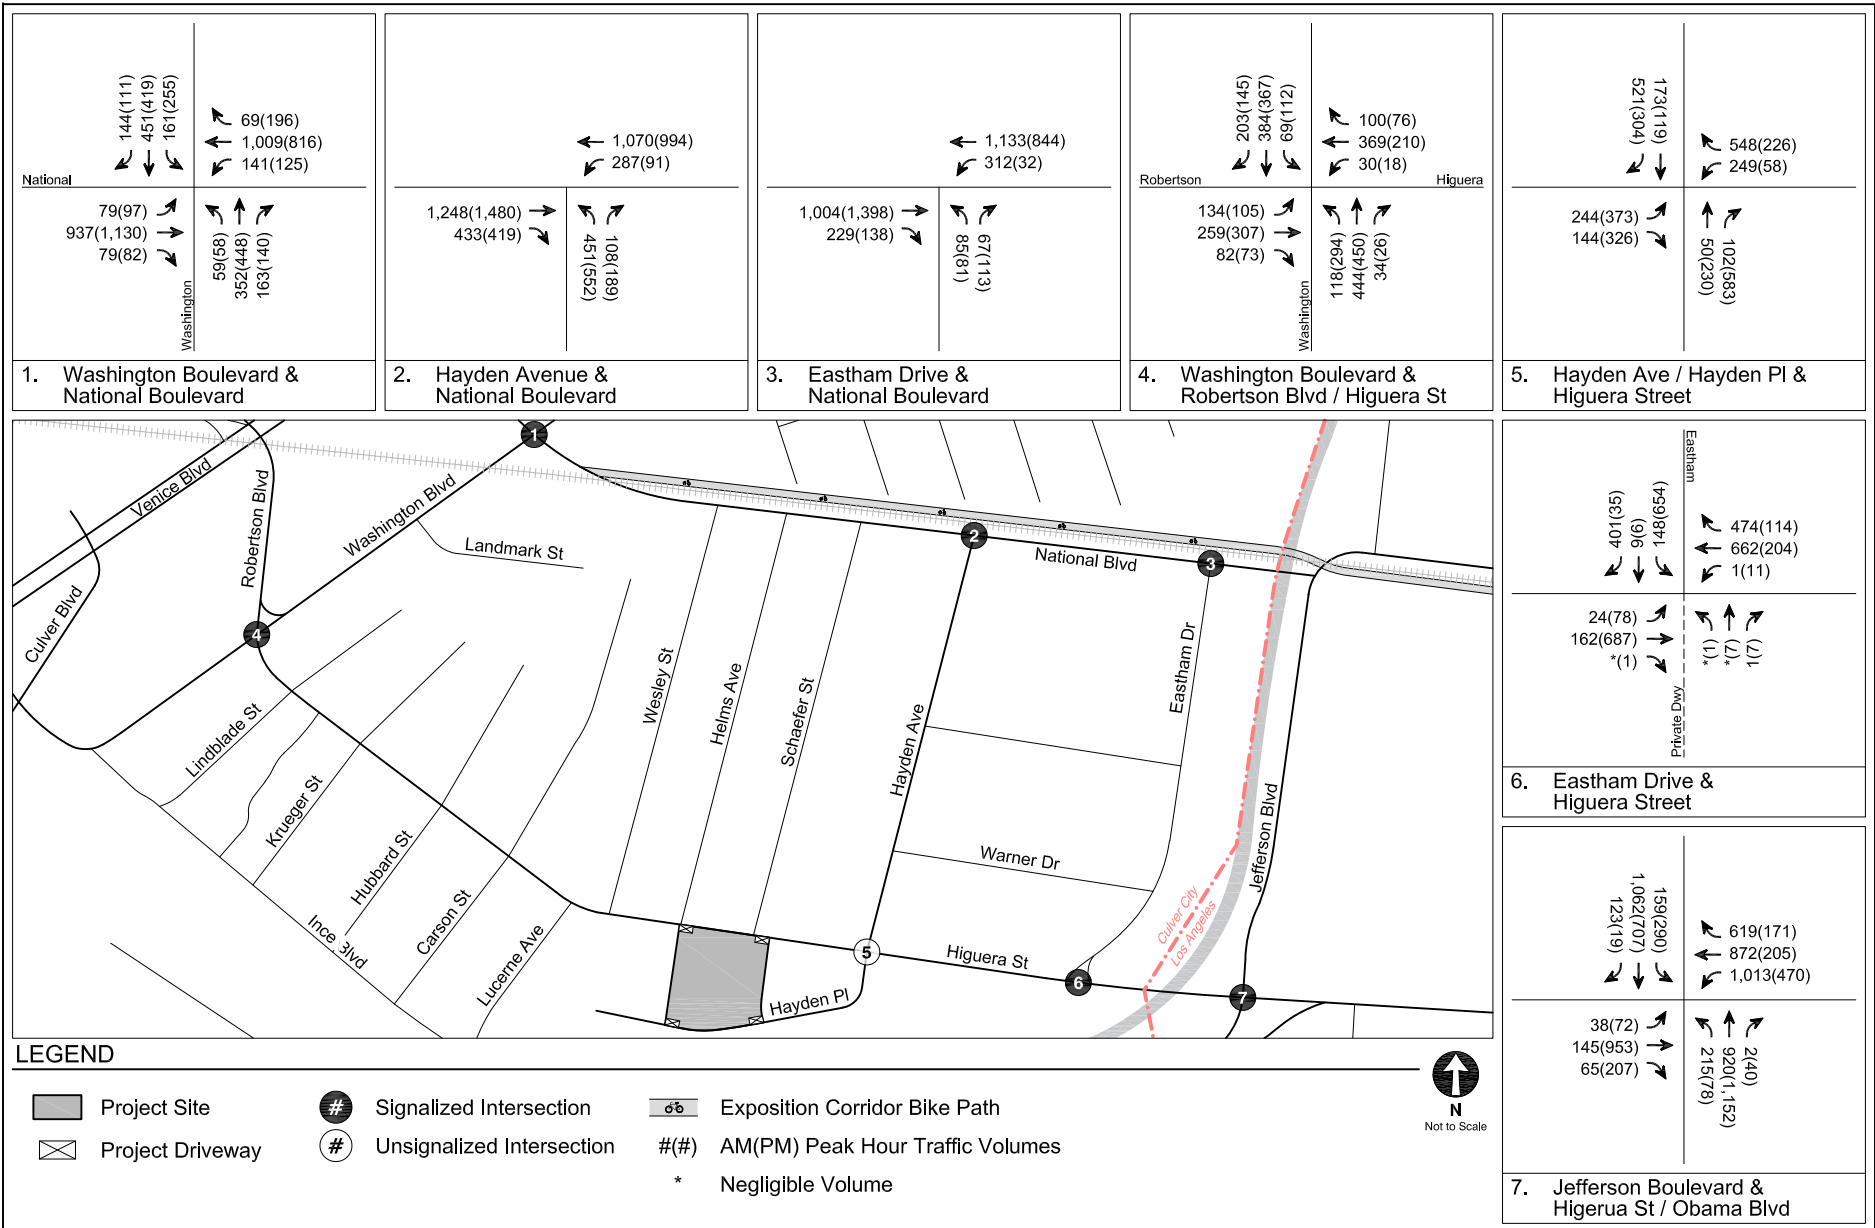 144(111)
451(419)
161(255)
69(196)
1,009(816)
141(125)
National
79(97)
937(1,130)
79(82)
59(58)
352(448)
163(140)
Washington
1. Washington Boulevard &
National Boulevard
1,070(994)
287(91)
1,248(1,480)
433(419)
451(552)
108(189)
2. Hayden Avenue &
National Boulevard
1,133(844)
312(32)
1,004(1,398)
229(138)
85(81)
67(113)
3. Eastham Drive &
National Boulevard
203(145)
384(367)
69(112)
100(76)
369(210)
30(18)
Robertson
Higuera
134(105)
259(307)
82(73)
118(294)
444(450)
34(26)
Washington
4. Washington Boulevard &
Robertson Blvd / Higuera St
521(304)
173(119)
548(226)
249(58)
244(373)
144(326)
50(230)
102(583)
5. Hayden Ave / Hayden Pl &
Higuera Street
Eastham
401(35)
9(6)
148(654)
474(114)
662(204)
1(11)
24(78)
162(687)
*(1)
*(1)
*(7)
1(7)
Private Dwy
6. Eastham Drive &
Higuera Street
123(19)
1,062(707)
159(290)
619(171)
872(205)
1,013(470)
38(72)
145(953)
65(207)
215(78)
920(1,152)
2(40)
7. Jefferson Boulevard &
Higerua St / Obama Blvd
1
2
3
4
5
6
7
Venice Blvd
Robertson Blvd
Washington Blvd
Landmark St
National Blvd
Culver Blvd
Lindblade St
Krueger St
Hubbard St
Carson St
Ince Blvd
Lucerne Ave
Wesley St
Helms Ave
Schaefer St
Hayden Ave
Eastham Dr
Warner Dr
Jefferson Blvd
Culver City
Los Angeles
Higuera St
Hayden Pl
LEGEND
Project Site
Project Driveway
# Signalized Intersection
# Unsignalized Intersection
Exposition Corridor Bike Path
#(#) AM(PM) Peak Hour Traffic Volumes
* Negligible Volume
N
Not to Scale